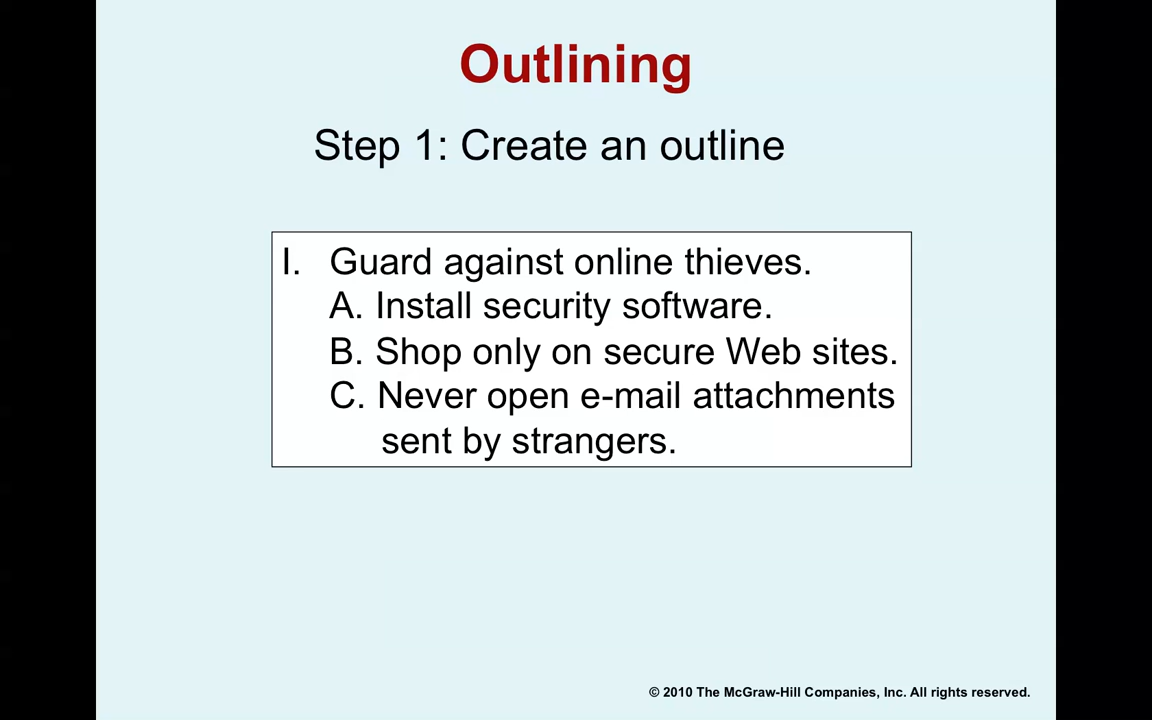 Outlining
Step 1: Create an outline
I. Guard against online thieves.
A. Install security software.
B. Shop only on secure Web sites.
C. Never open e-mail attachments
sent by strangers.
© 2010 The McGraw-Hill Companies, Inc. All rights reserved.